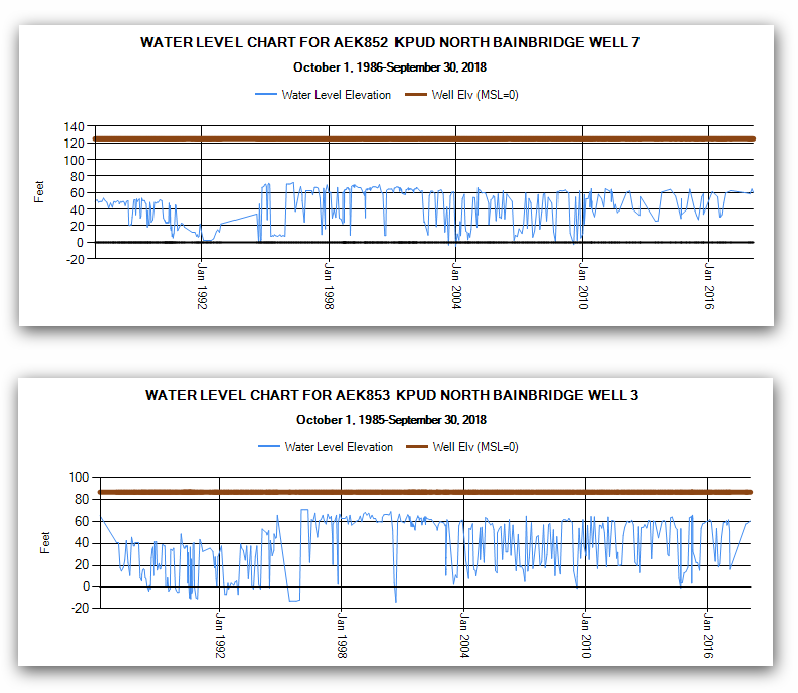 WATER LEVEL CHART FOR AEK852 KPUD NORTH BAINBRIDGE WELL 7
October 1, 1986-September 30, 2018
Water Level Elevation Well Elv (MSL=0)
140
120
100
80
60
40
20
0
-20
Feet
Jan 1992 Jan 1998 Jan 2004 Jan 2010 Jan 2016
WATER LEVEL CHART FOR AEK853 KPUD NORTH BAINBRIDGE WELL 3
October 1, 1985-September 30, 2018
Water Level Elevation Well Elv (MSL=0)
100
80
60
40
20
0
-20
Feet
Jan 1992 Jan 1998 Jan 2004 Jan 2010 Jan 2016